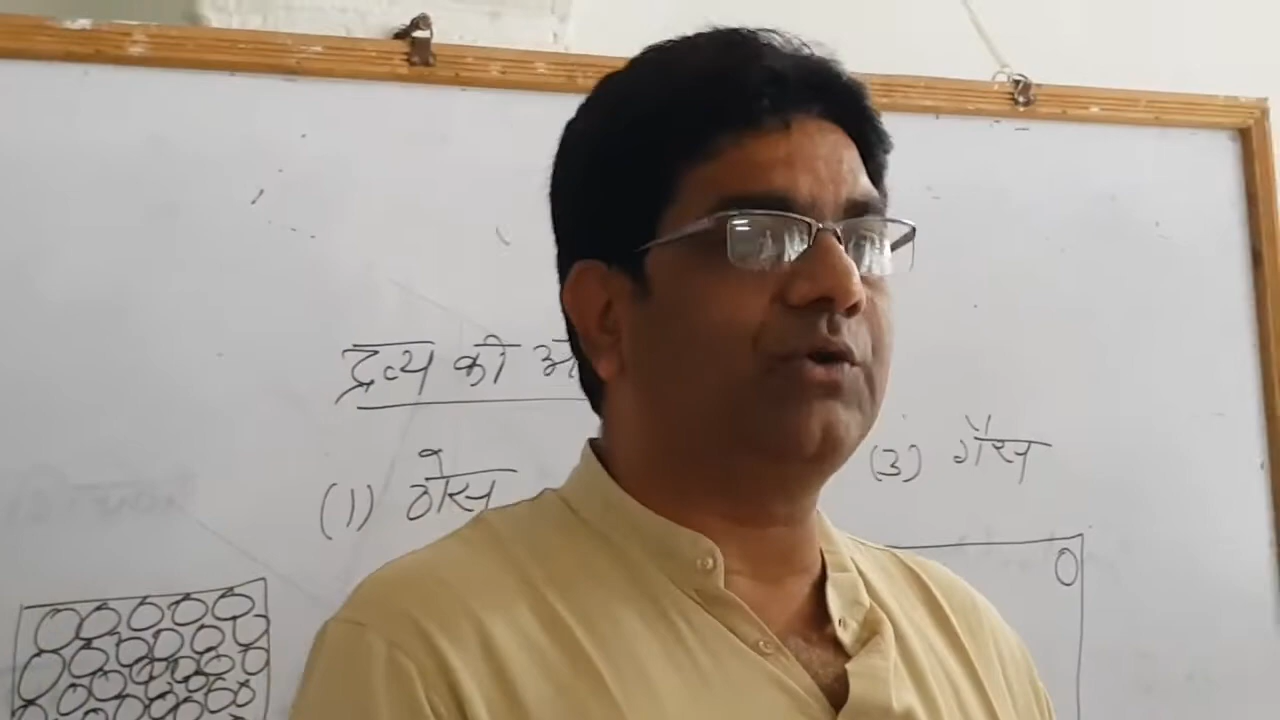 द्रव्य की
(1) ठोस
(3) गैस